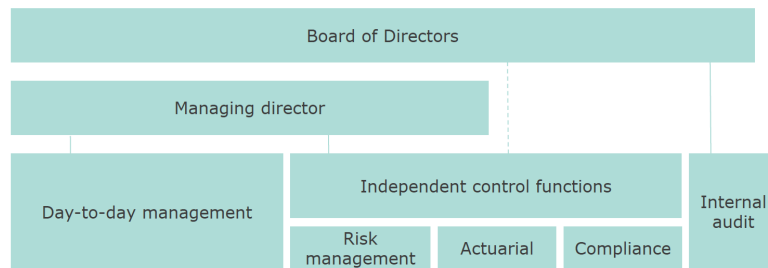 Board of Directors
Managing director
Day-to-day management
Independent control functions
Risk
management
Actuarial
Compliance
Internal
audit